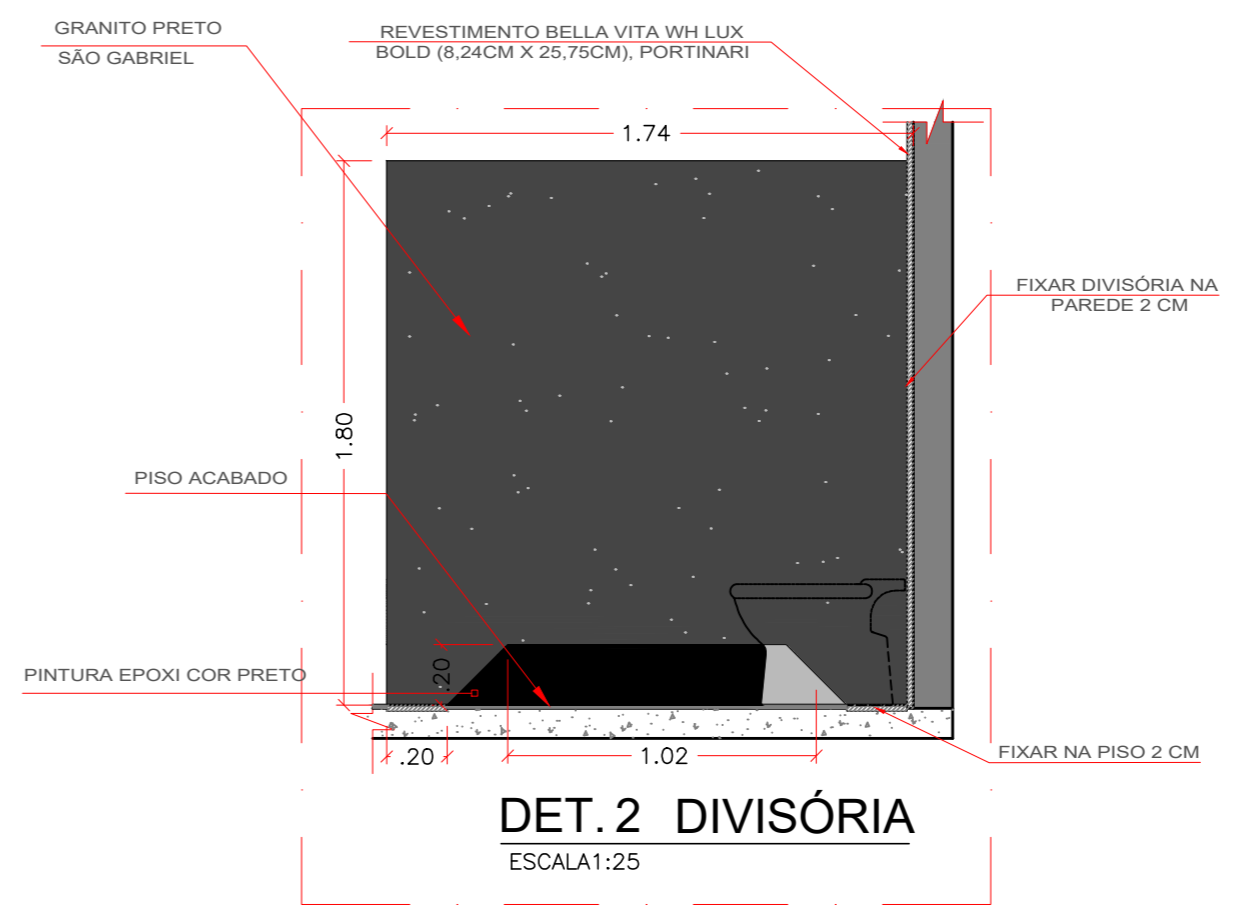 GRANITO PRETO
SÃO GABRIEL
REVESTIMENTO BELLA VITA WH LUX
BOLD (8,24CM X 25,75CM), PORTINARI
1.74
FIXAR DIVISÓRIA NA
PAREDE 2 CM
1.80
PISO ACABADO
.20
PINTURA EPOXI COR PRETO
.20
1.02
FIXAR NA PISO 2 CM
DET. 2 DIVISÓRIA
ESCALA1:25